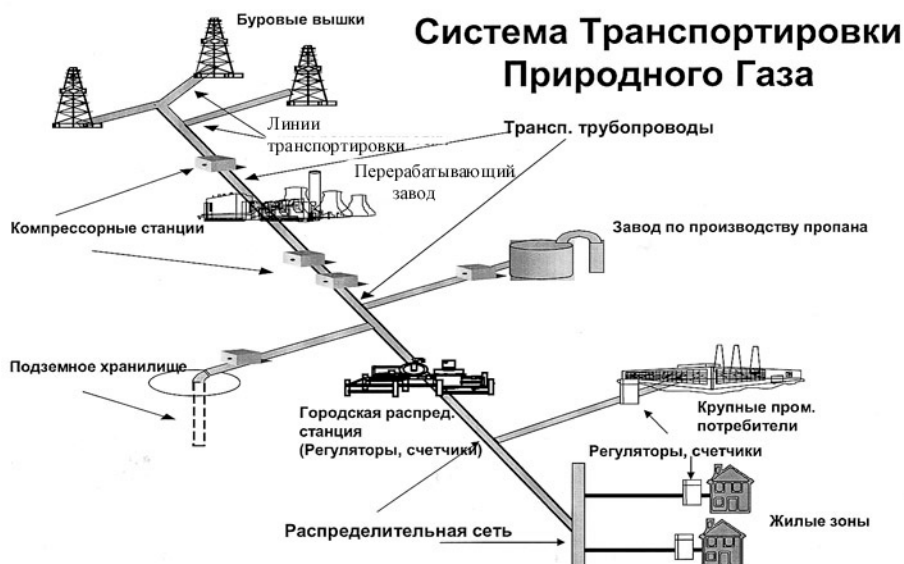 Система Транспортировки
Природного Газа
Буровые вышки
Линии
транспортировки
Трансп. трубопроводы
Перерабатывающий
завод
Компрессорные станции
Завод по производству пропана
Подземное хранилище
Городская распред.
станция
(Регуляторы, счетчики)
Крупные пром.
потребители
Регуляторы, счетчики
Распределительная сеть
Жилые зоны